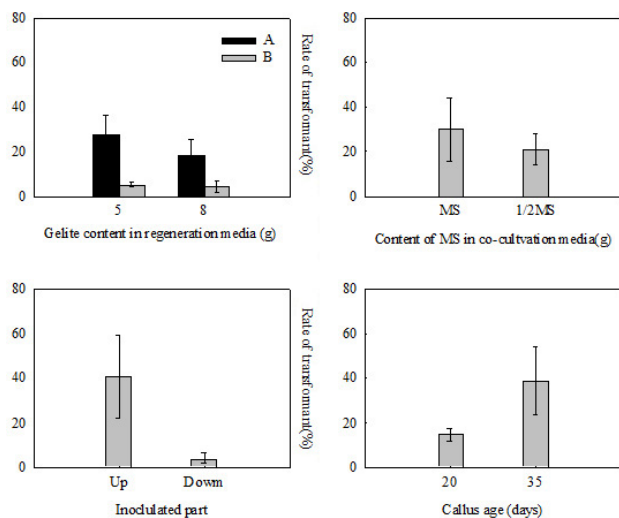 80
60
40
20
0
A
B
5
8
Gelite content in regeneration media (g)
Rate of transformant(%)
80
60
40
20
0
MS
1/2MS
Content of MS in co-cultvation media(g)
80
60
40
20
0
Up
Down
Inoclulated part
Rate of transformant(%)
80
60
40
20
0
20
35
Callus age (days)